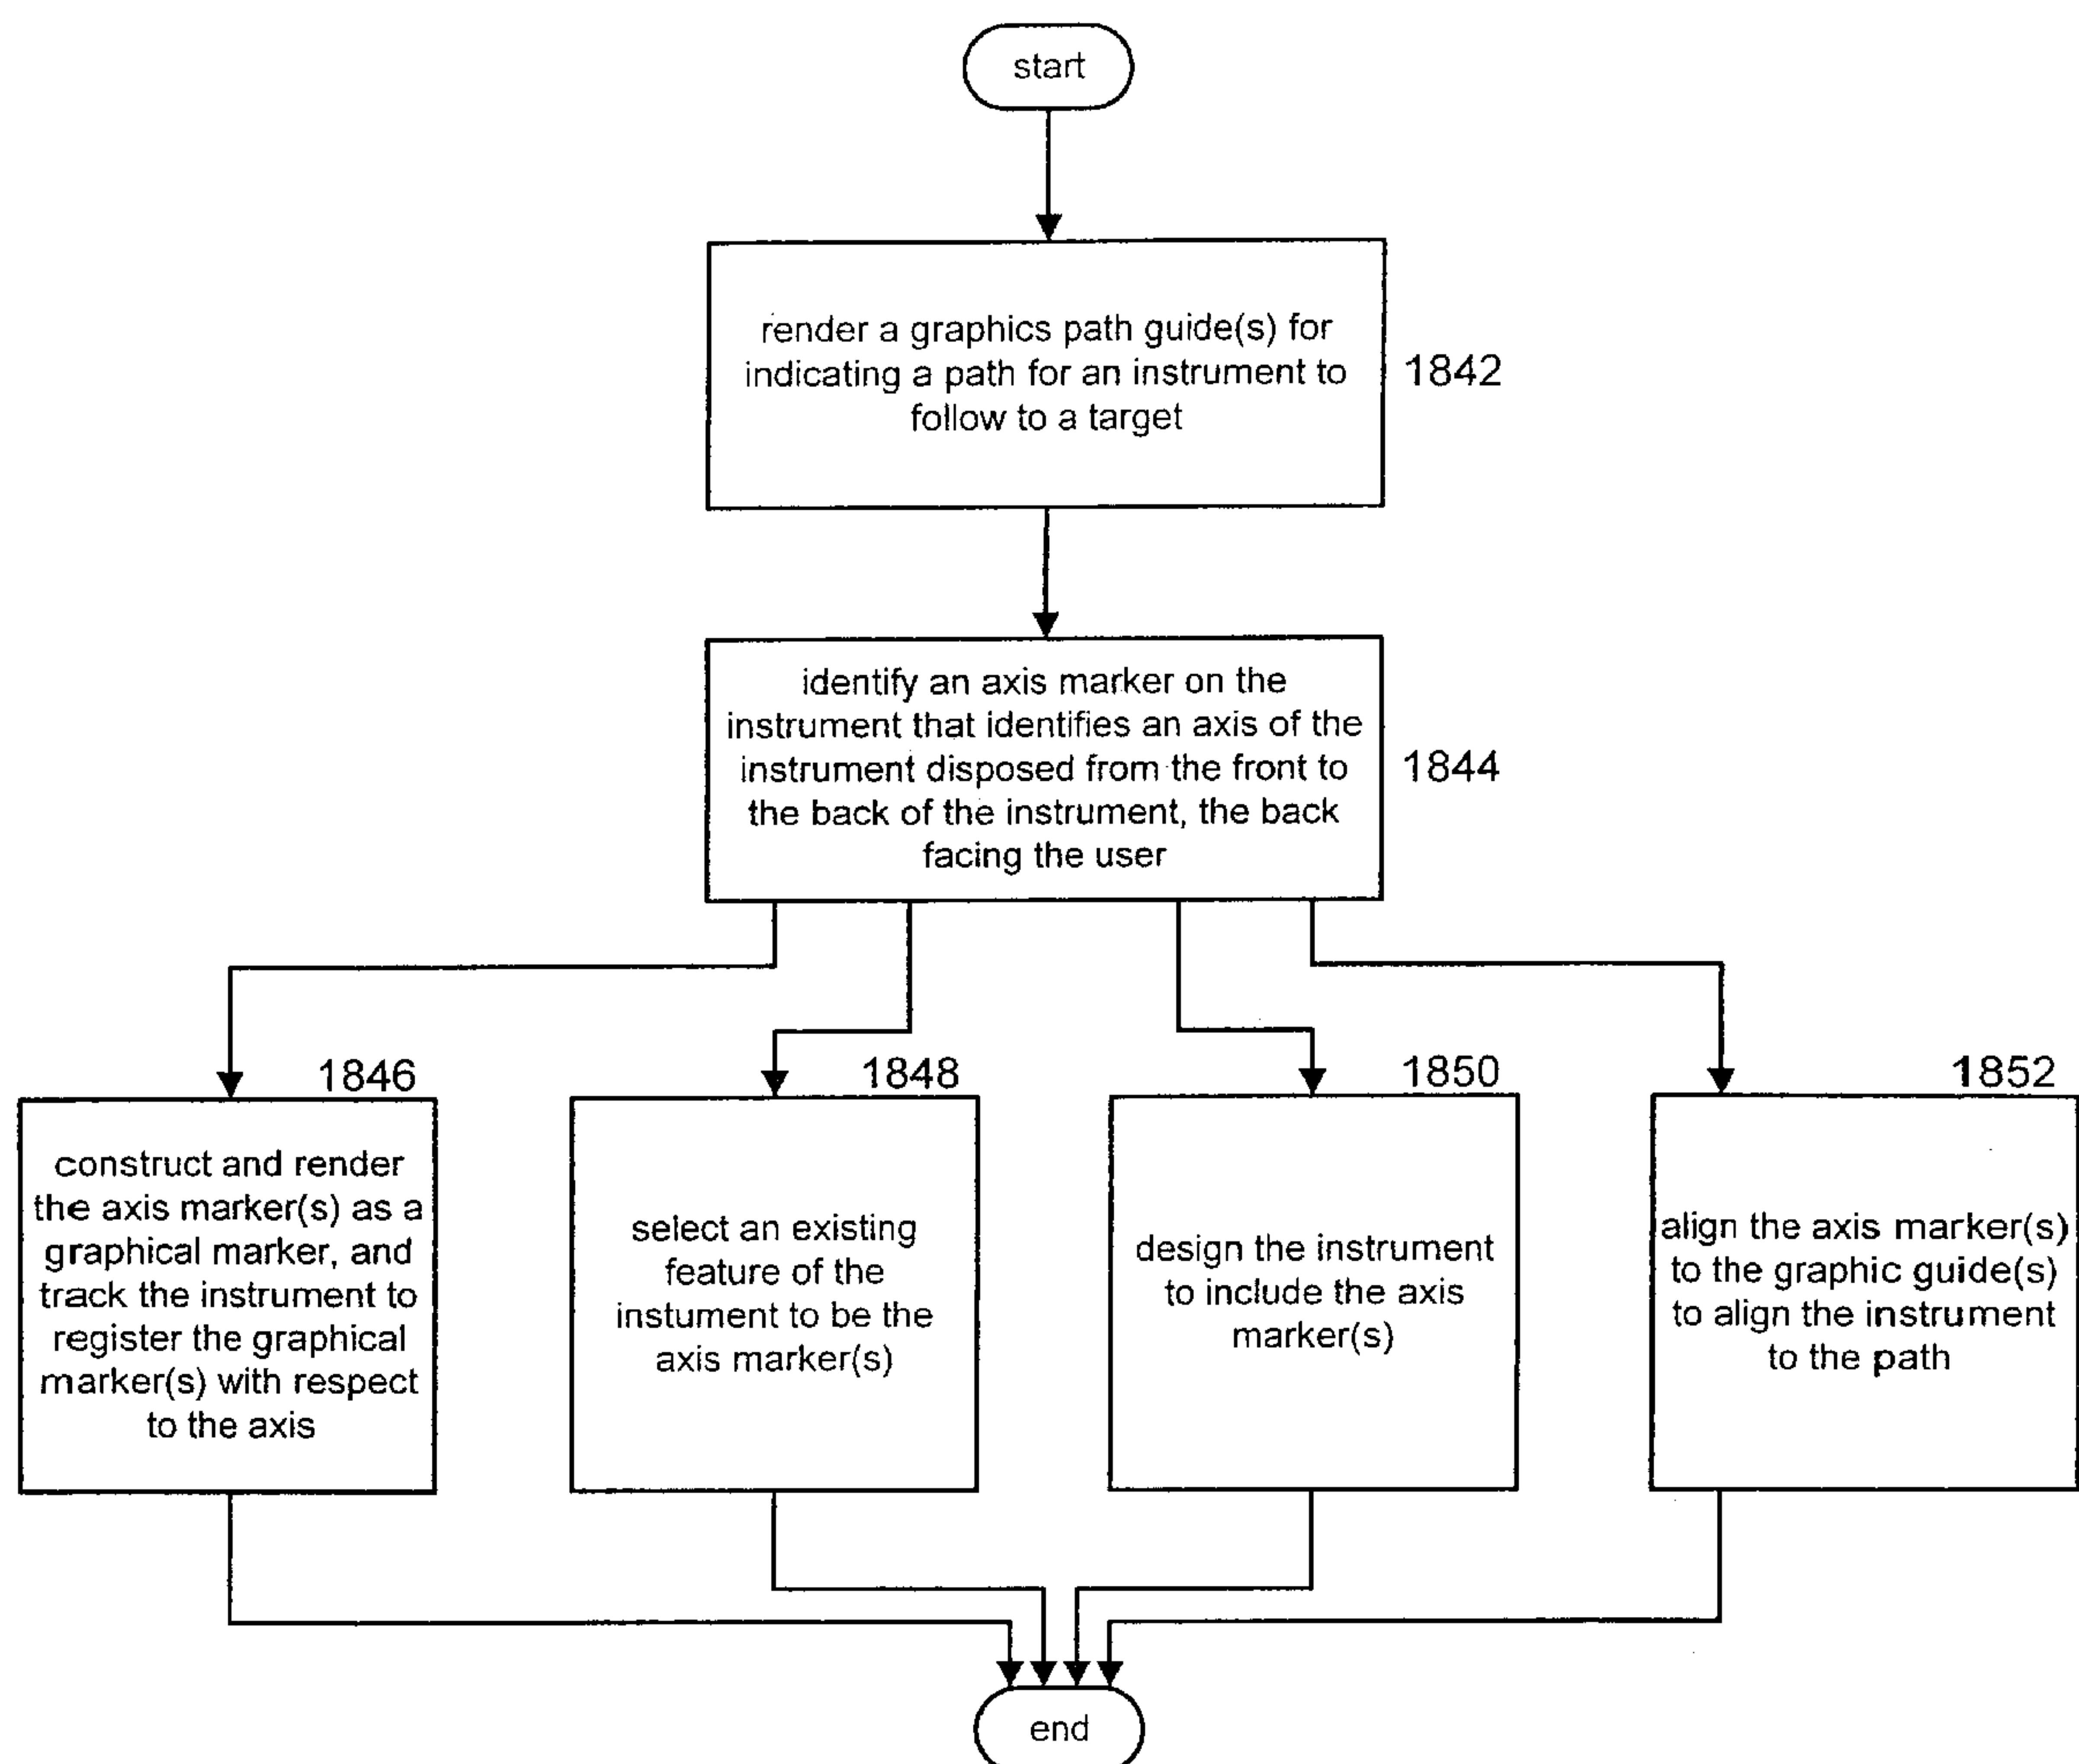 start
render a graphics path guide(s) for
indicating a path for an instrument to
follow to a target
1842
identify an axis marker on the
instrument that identifies an axis of the
instrument disposed from the front to
the back of the instrument, the back
facing the user
1844
1846
construct and render
the axis marker(s) as a
graphical marker, and
track the instrument to
register the graphical
marker(s) with respect
to the axis
1848
select an existing
feature of the
instument to be the
axis marker(s)
1850
design the instrument
to include the axis
marker(s)
1852
align the axis marker(s)
to the graphic guide(s)
to align the instrument
to the path
end